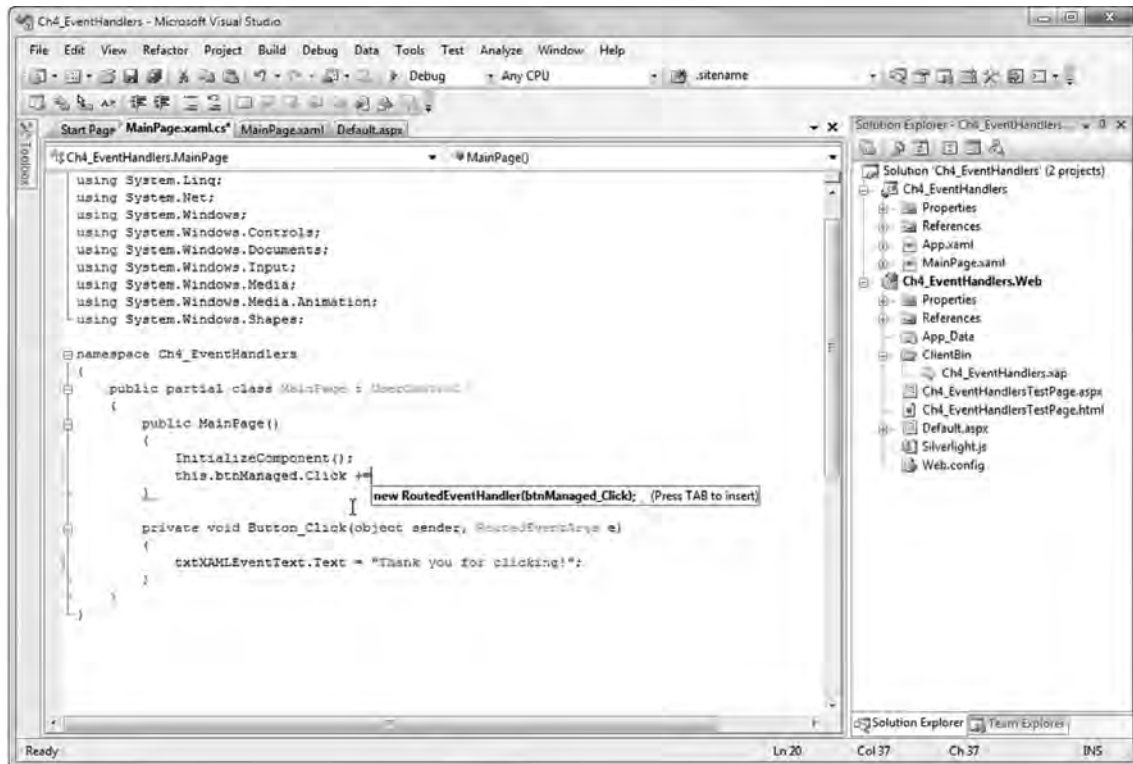 Ch4_EventHandlers - Microsoft Visual Studio
File Edit View Refactor Project Build Debug Data Tools Test Analyze Window Help
Debug Any CPU .sitename
Start Page MainPage.xaml.cs* MainPage.xaml Default.aspx
Toolbox
Ch4_EventHandlers.MainPage MainPage()
using System.Linq;
using System.Net;
using System.Windows;
using System.Windows.Controls;
using System.Windows.Documents;
using System.Windows.Input;
using System.Windows.Media;
using System.Windows.Media.Animation;
using System.Windows.Shapes;
namespace Ch4_EventHandlers
{
public partial class MainPage : UserControl
{
public MainPage()
{
InitializeComponent();
this.btnManaged.Click +=
new RoutedEventHandler(btnManaged_Click); (Press TAB to insert)
}
private void Button_Click(object sender, RoutedEventArgs e)
{
txtXAMLEventText.Text = "Thank you for clicking!";
}
}
}
Solution Explorer - Ch4_EventHandlers...
Solution 'Ch4_EventHandlers' (2 projects)
Ch4_EventHandlers
Properties
References
App.xaml
MainPage.xaml
Ch4_EventHandlers.Web
Properties
References
App_Data
ClientBin
Ch4_EventHandlers.xap
Ch4_EventHandlersTestPage.aspx
Ch4_EventHandlersTestPage.html
Default.aspx
Silverlight.js
Web.config
Solution Explorer Team Explorer
Ready Ln 20 Col 37 Ch 37 INS